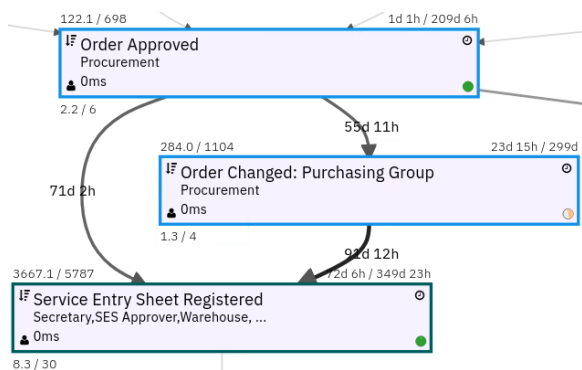 122.1 / 698
1d 1h / 209d 6h
Order Approved
Procurement
0ms
2.2 / 6
55d 11h
284.0 / 1104
23d 15h / 299d
Order Changed: Purchasing Group
Procurement
0ms
71d 2h
1.3 / 4
91d 12h
3667.1 / 5787
72d 6h / 349d 23h
Service Entry Sheet Registered
Secretary,SES Approver,Warehouse, ...
0ms
8.3 / 30